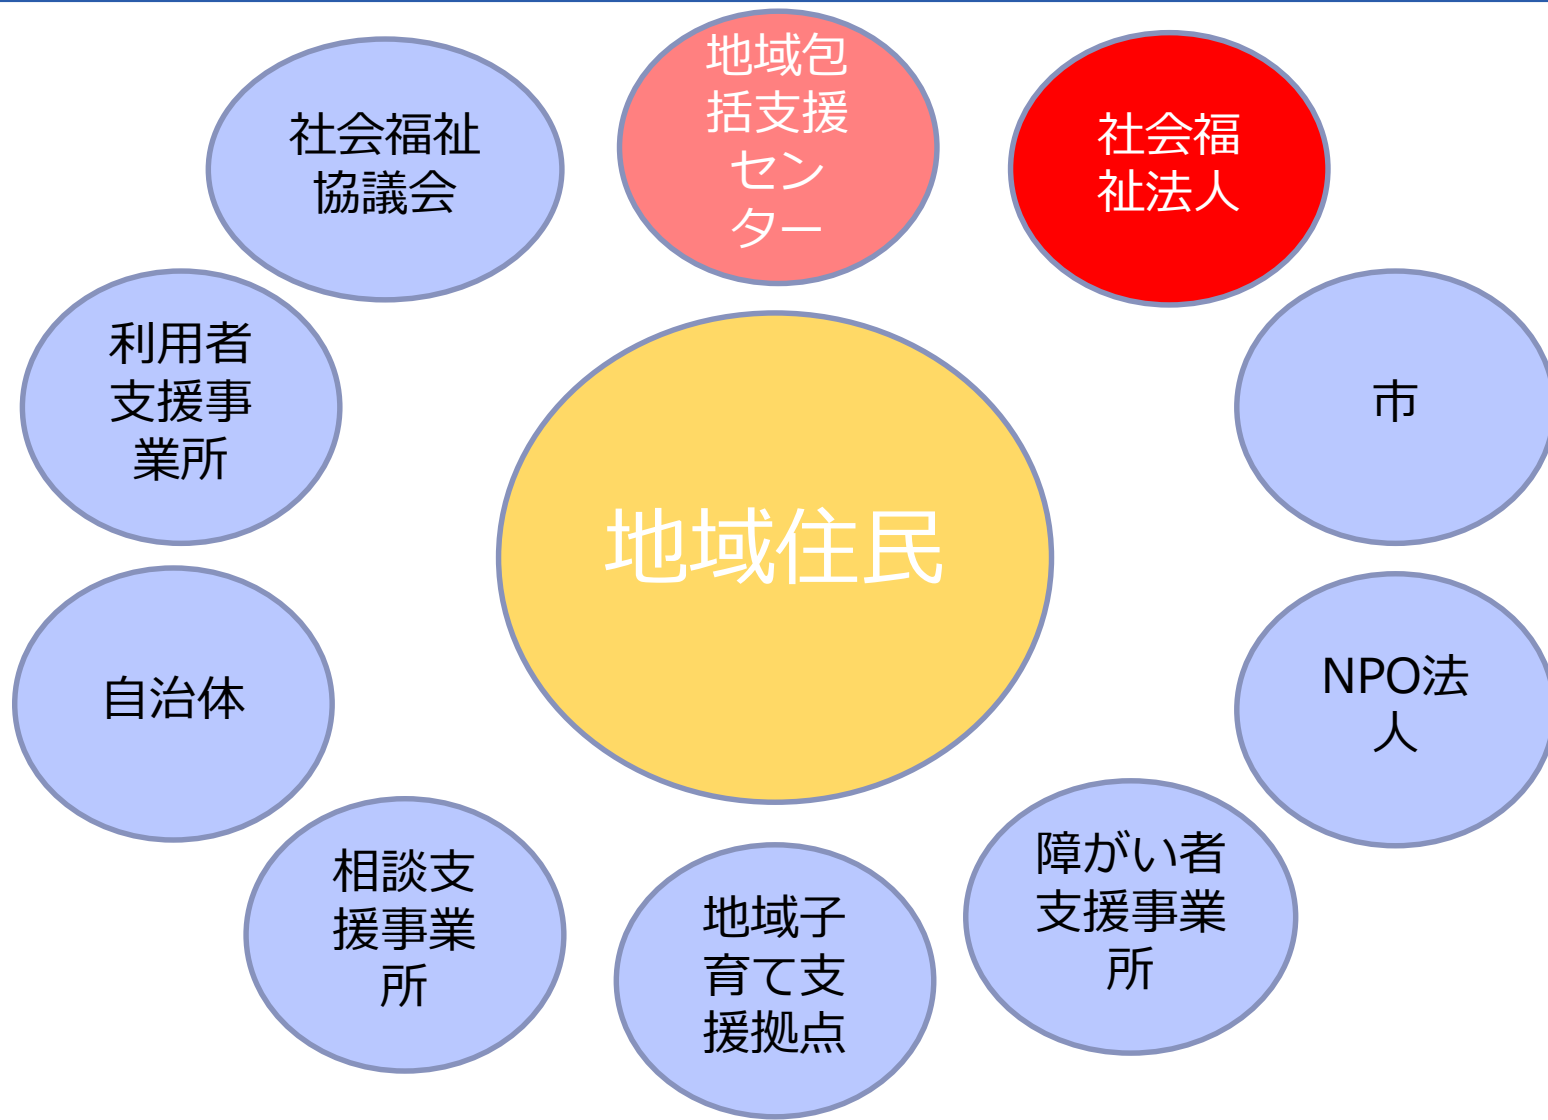 地域包
括支援
セン
ター
社会福祉
協議会
社会福
祉法人
利用者
支援事
業所
市
地域住民
自治体
NPO法
人
相談支
援事業
所
地域子
育て支
援拠点
障がい者
支援事業
所